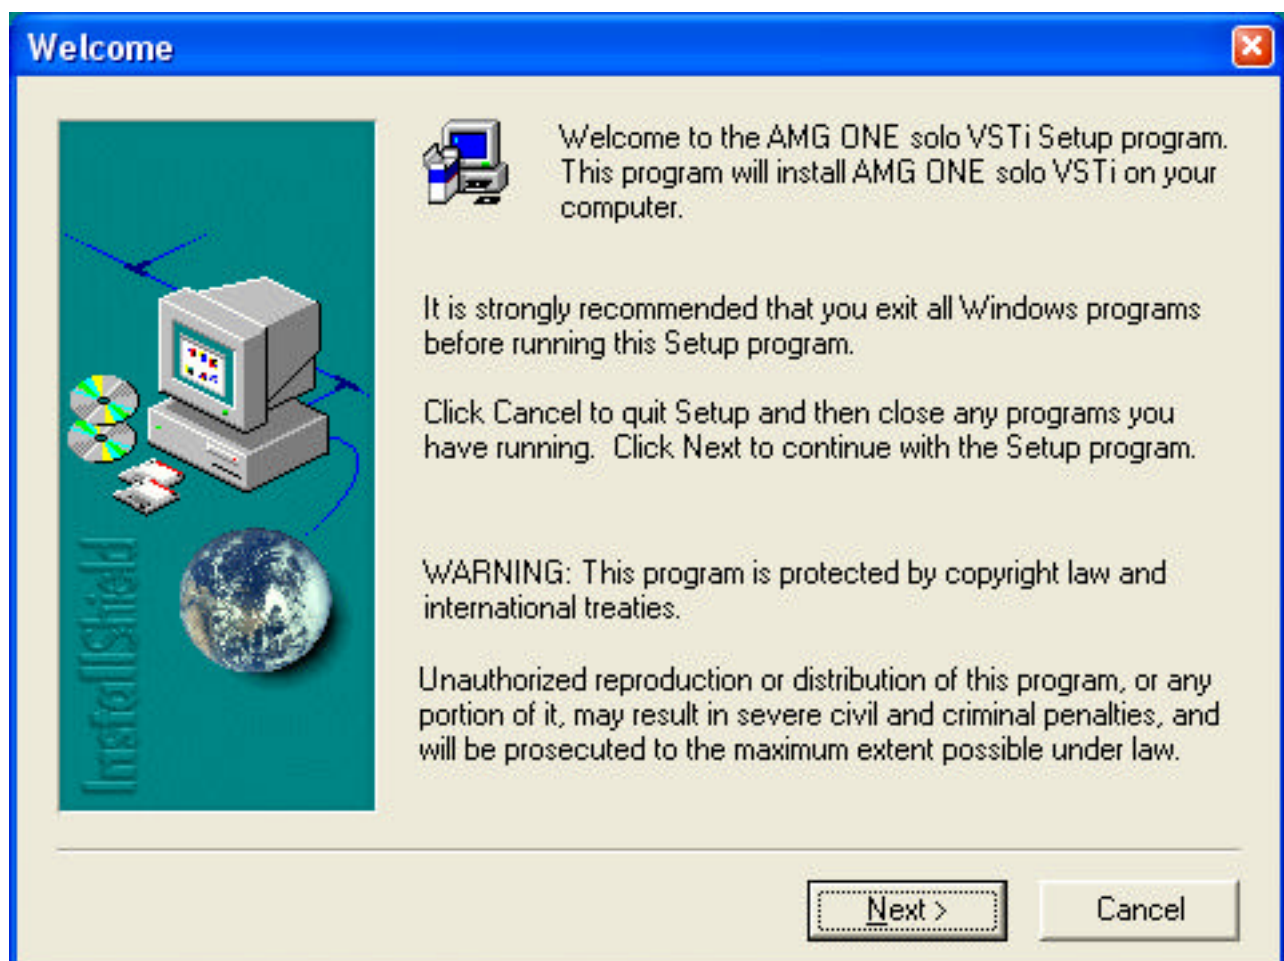 Welcome
Welcome to the AMG ONE solo VSTi Setup program.
This program will install AMG ONE solo VSTi on your
computer.
It is strongly recommended that you exit all Windows programs
before running this Setup program.
Click Cancel to quit Setup and then close any programs you
have running.  Click Next to continue with the Setup program.
WARNING: This program is protected by copyright law and
international treaties.
Unauthorized reproduction or distribution of this program, or any
portion of it, may result in severe civil and criminal penalties, and
will be prosecuted to the maximum extent possible under law.
InstallShield
Next >
Cancel